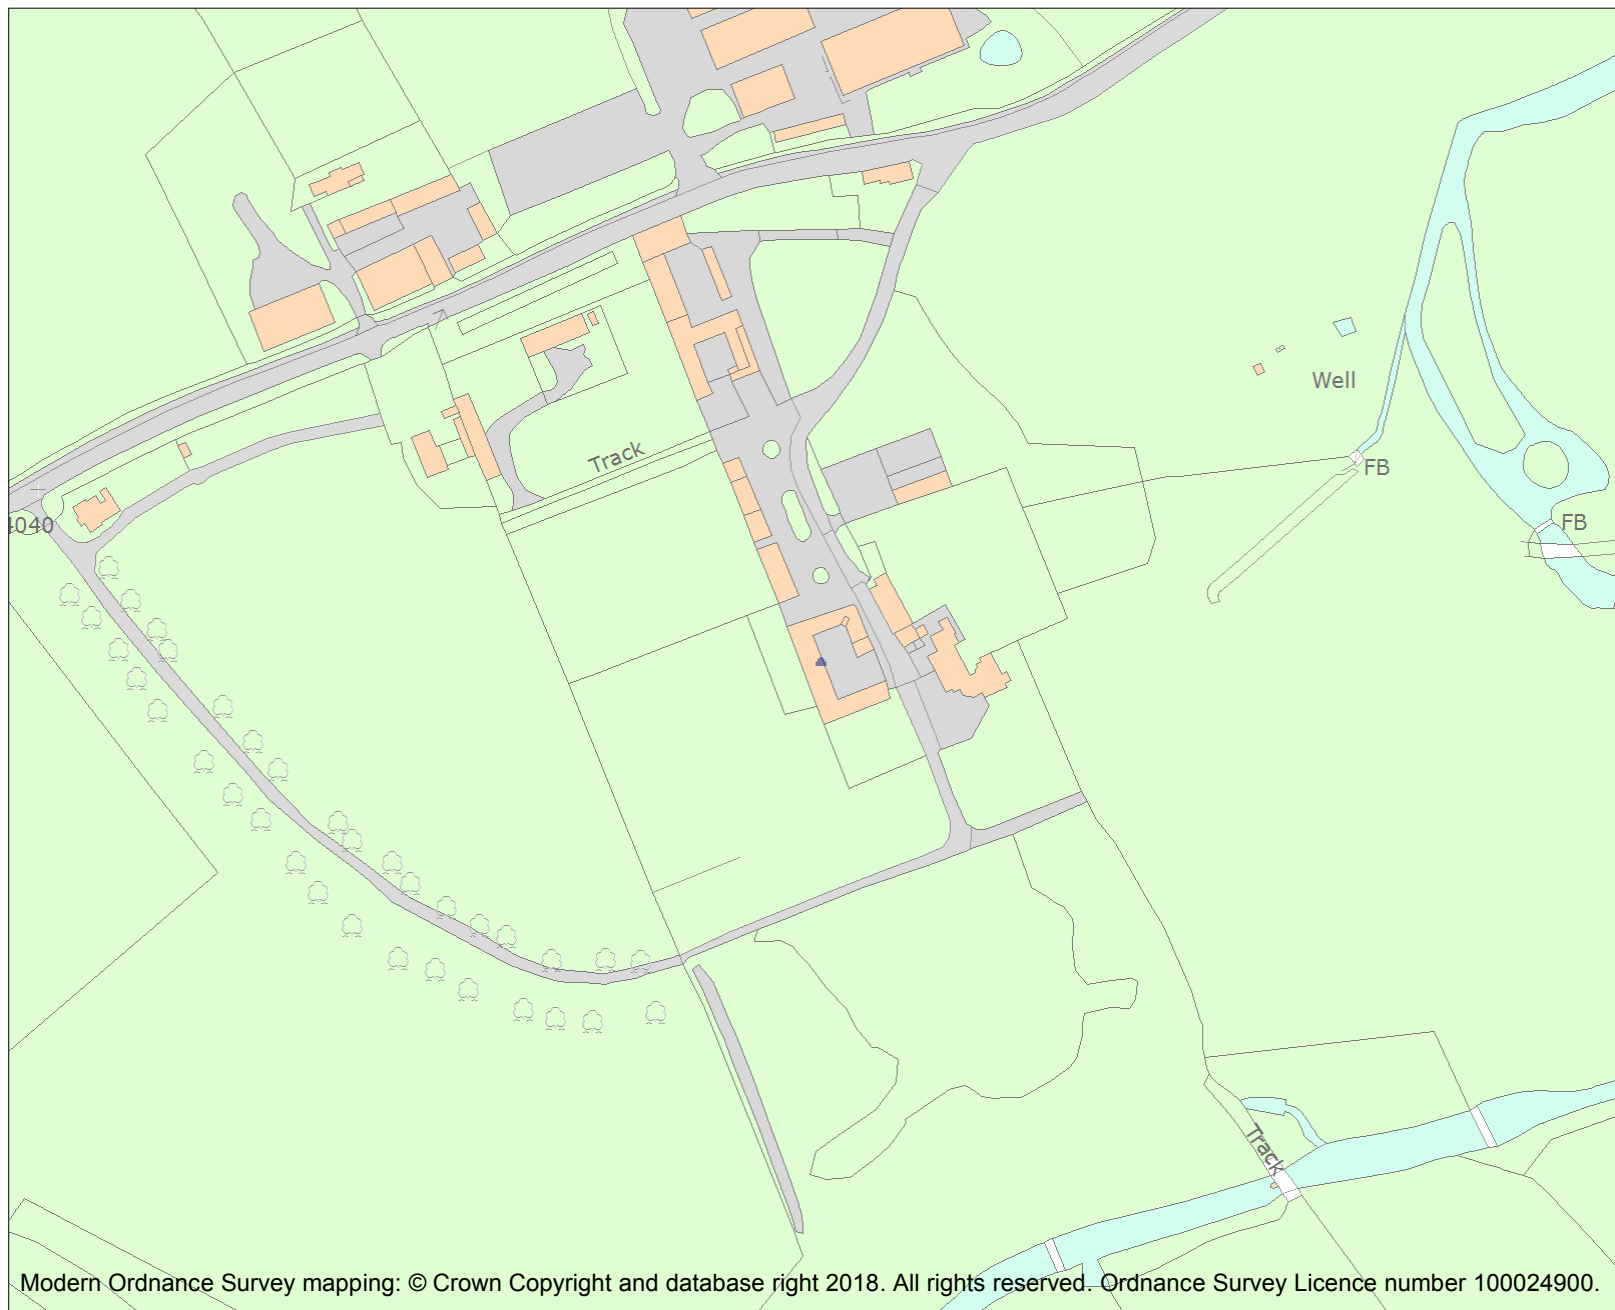 Well
Track
FB
FB
4040
Track
Modern Ordnance Survey mapping: © Crown Copyright and database right 2018. All rights reserved. Ordnance Survey Licence number 100024900.